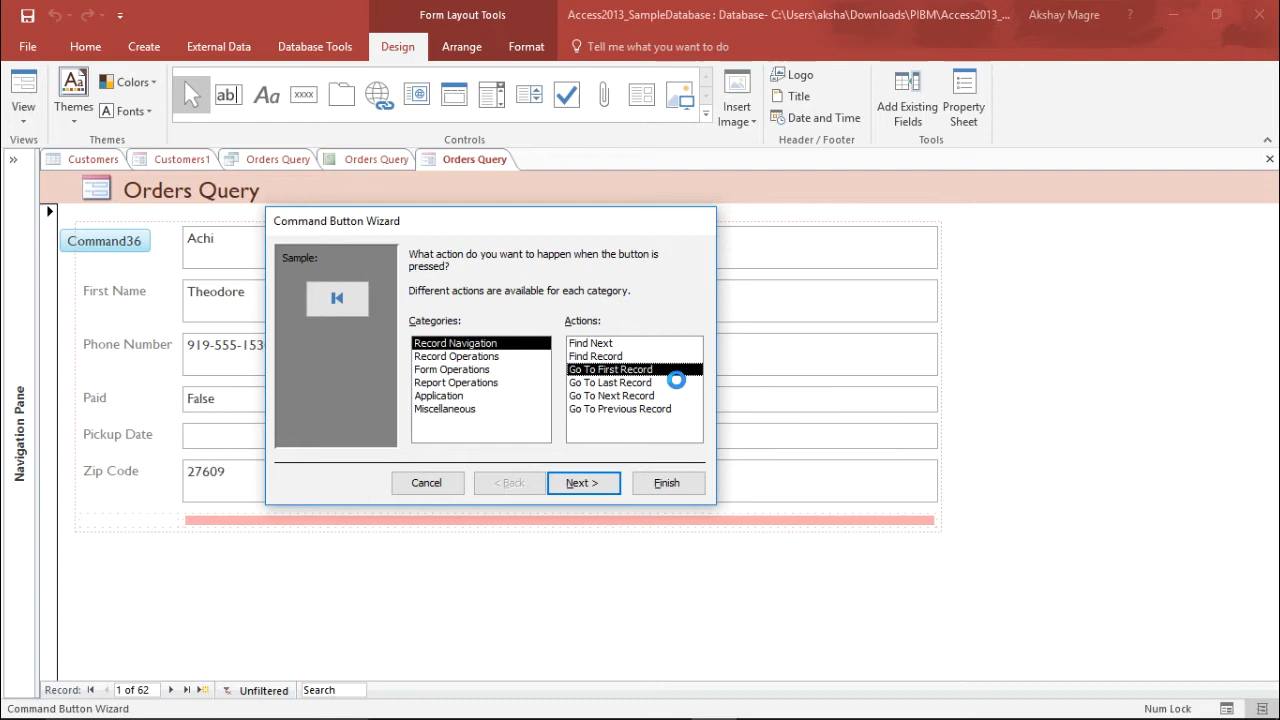 Form Layout Tools
Access2013_SampleDatabase : Database- C:\Users\aksha\Downloads\PIBM\Access2013_...
Akshay Magre
?
File
Home
Create
External Data
Database Tools
Design
Arrange
Format
Tell me what you want to do
View
Themes
Colors
Fonts
ab
Aa
xxxx
Insert
Image
Logo
Title
Date and Time
Add Existing
Fields
Property
Sheet
Views
Themes
Controls
Header / Footer
Tools
Customers
Customers1
Orders Query
Orders Query
Orders Query
Navigation Pane
Orders Query
Command36
Achi
First Name
Theodore
Phone Number
919-555-153
Paid
False
Pickup Date
Zip Code
27609
Command Button Wizard
Sample:
What action do you want to happen when the button is
pressed?
Different actions are available for each category.
Categories:
Actions:
Record Navigation
Record Operations
Form Operations
Report Operations
Application
Miscellaneous
Find Next
Find Record
Go To First Record
Go To Last Record
Go To Next Record
Go To Previous Record
Cancel
< Back
Next >
Finish
Record:
1 of 62
Unfiltered
Search
Command Button Wizard
Num Lock